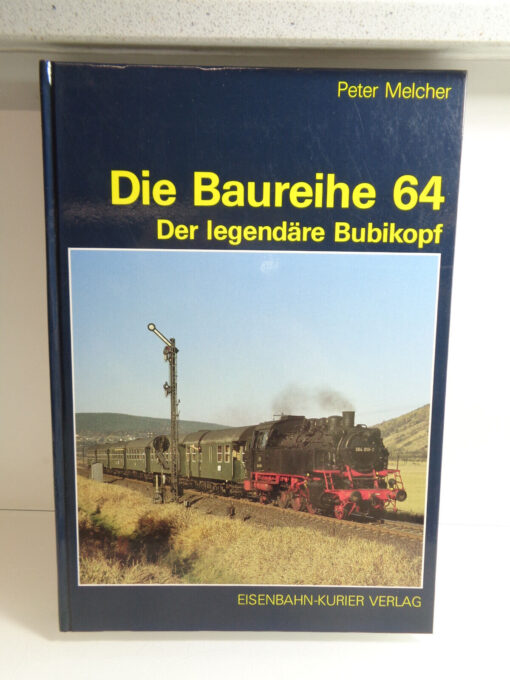 Peter Melcher
Die Baureihe 64
Der legendäre Bubikopf
EISENBAHN-KURIER VERLAG